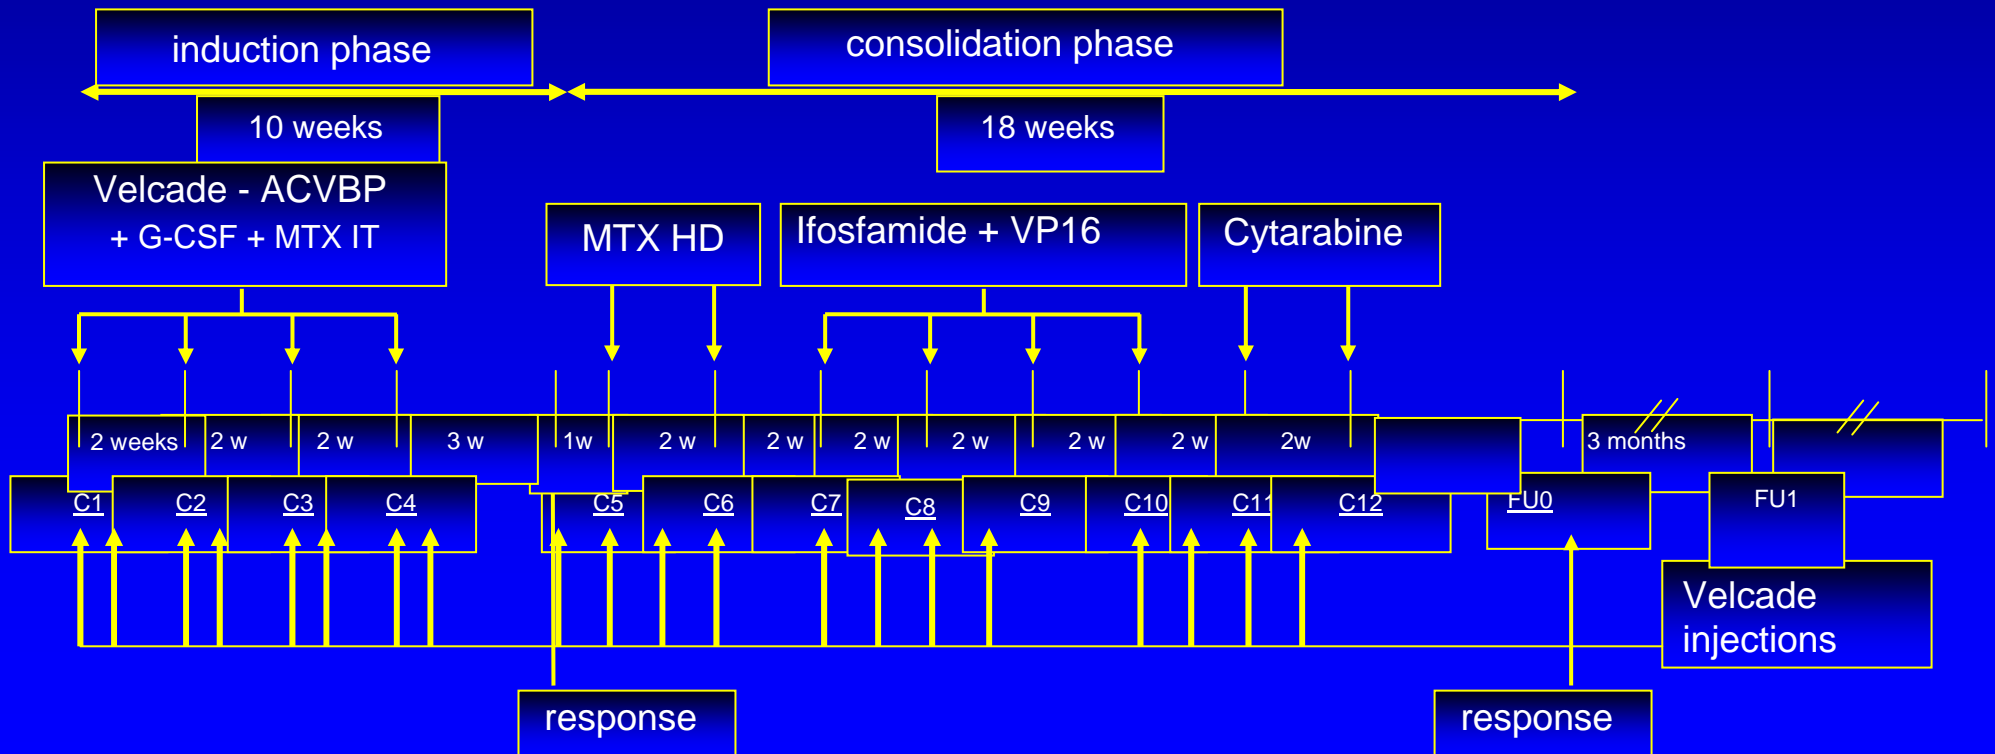 induction phase
consolidation phase
10 weeks
18 weeks
Velcade - ACVBP
+ G-CSF + MTX IT
MTX HD
Ifosfamide + VP16
Cytarabine
2 weeks
2 w
2 w
3 w
1w
2 w
2 w
2 w
2 w
2 w
2 w
2w
3 months
C1
C2
C3
C4
C5
C6
C7
C8
C9
C10
C11
C12
FU0
FU1
Velcade
injections
response
response